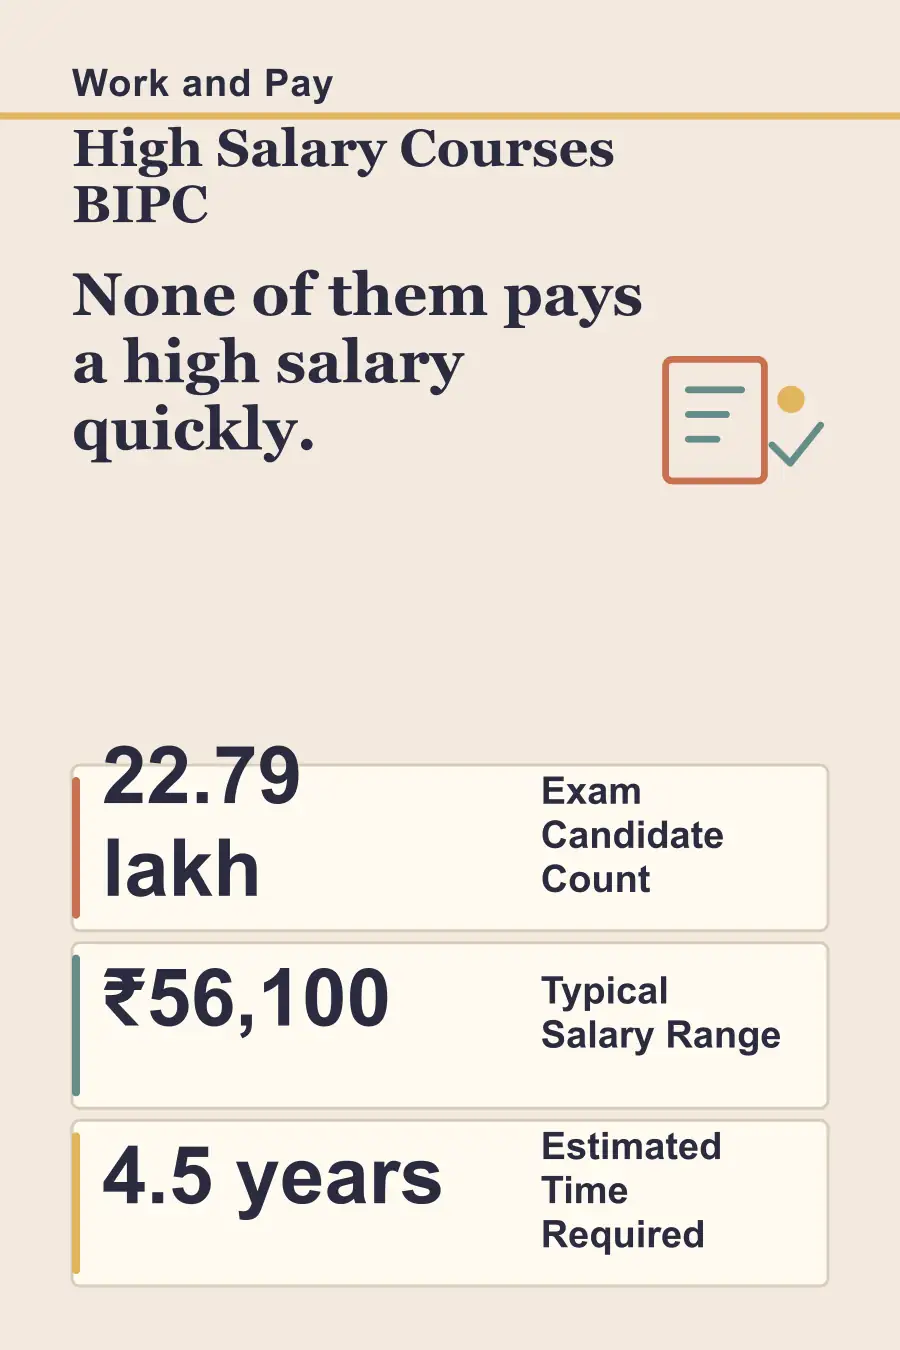 Work and Pay
High Salary Courses
BIPC
None of them pays
a high salary
quickly.
22.79
lakh
Exam
Candidate
Count
₹56,100
Typical
Salary Range
4.5 years
Estimated
Time
Required